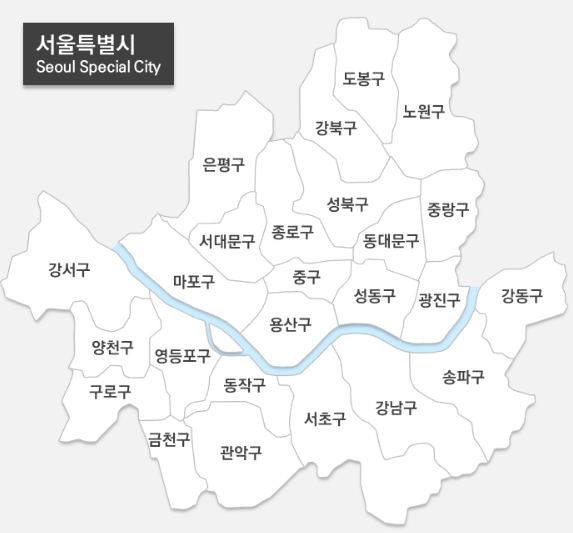 서울특별시
Seoul Special City
도봉구
노원구
강북구
은평구
성북구
중랑구
종로구
서대문구
동대문구
강서구
마포구
중구
성동구
광진구
강동구
용산구
양천구
영등포구
송파구
동작구
구로구
강남구
서초구
금천구
관악구